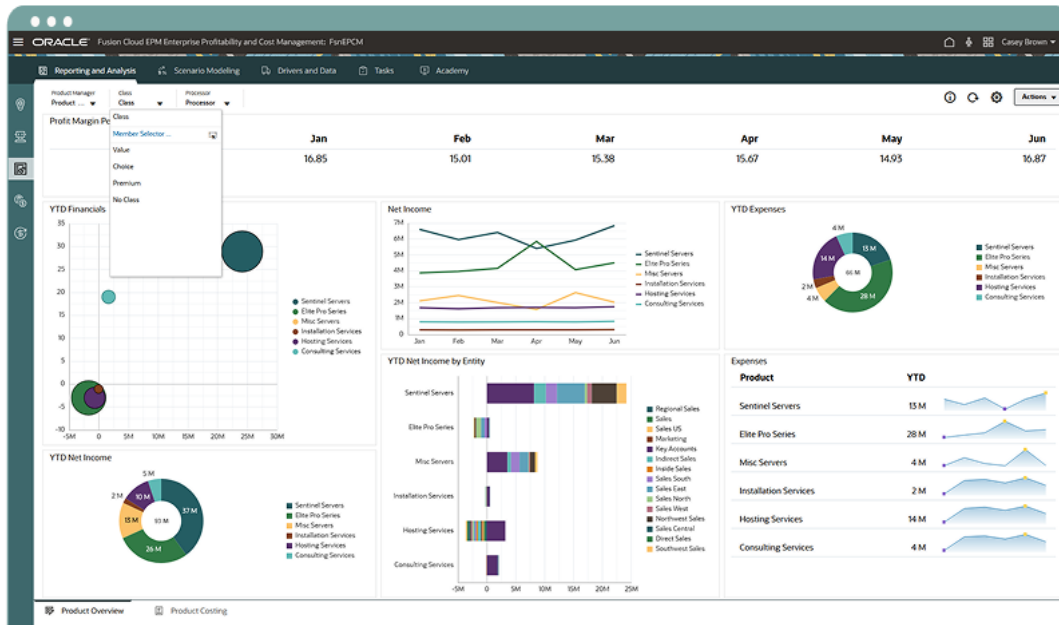 ORACLE Fusion Cloud EPM Enterprise Profitability and Cost Management: FsnEPCM
Casey Brown
Reporting and Analysis Scenario Modeling Drivers and Data Tasks Academy
Product Manager Class Processor
Product ... Class Processor
Actions
Profit Margin Pe
Class
Member Selector ...
Value
Choice
Premium
No Class
Jan Feb Mar Apr May Jun
16.85 15.01 15.38 15.67 14.93 16.87
YTD Financials
35
30
25
20
15
10
5
0
-5
-10
-5M 0 5M 10M 15M 20M 25M 30M
Sentinel Servers
Elite Pro Series
Misc Servers
Installation Services
Hosting Services
Consulting Services
Net Income
7M
6M
5M
4M
3M
2M
1M
0
Jan Feb Mar Apr May Jun
Sentinel Servers
Elite Pro Series
Misc Servers
Installation Services
Hosting Services
Consulting Services
YTD Expenses
4 M
13 M
14 M
66 M
2 M
4 M
28 M
Sentinel Servers
Elite Pro Series
Misc Servers
Installation Services
Hosting Services
Consulting Services
YTD Net Income
5 M
2 M
10 M
37 M
13 M
93 M
26 M
Sentinel Servers
Elite Pro Series
Misc Servers
Installation Services
Hosting Services
Consulting Services
YTD Net Income by Entity
Sentinel Servers
Elite Pro Series
Misc Servers
Installation Services
Hosting Services
Consulting Services
-5M 0 5M 10M 15M 20M 25M
Regional Sales
Sales
Sales US
Marketing
Key Accounts
Indirect Sales
Inside Sales
Sales South
Sales East
Sales North
Sales West
Northwest Sales
Sales Central
Direct Sales
Southwest Sales
Expenses
Product YTD
Sentinel Servers 13 M
Elite Pro Series 28 M
Misc Servers 4 M
Installation Services 2 M
Hosting Services 14 M
Consulting Services 4 M
Product Overview Product Costing